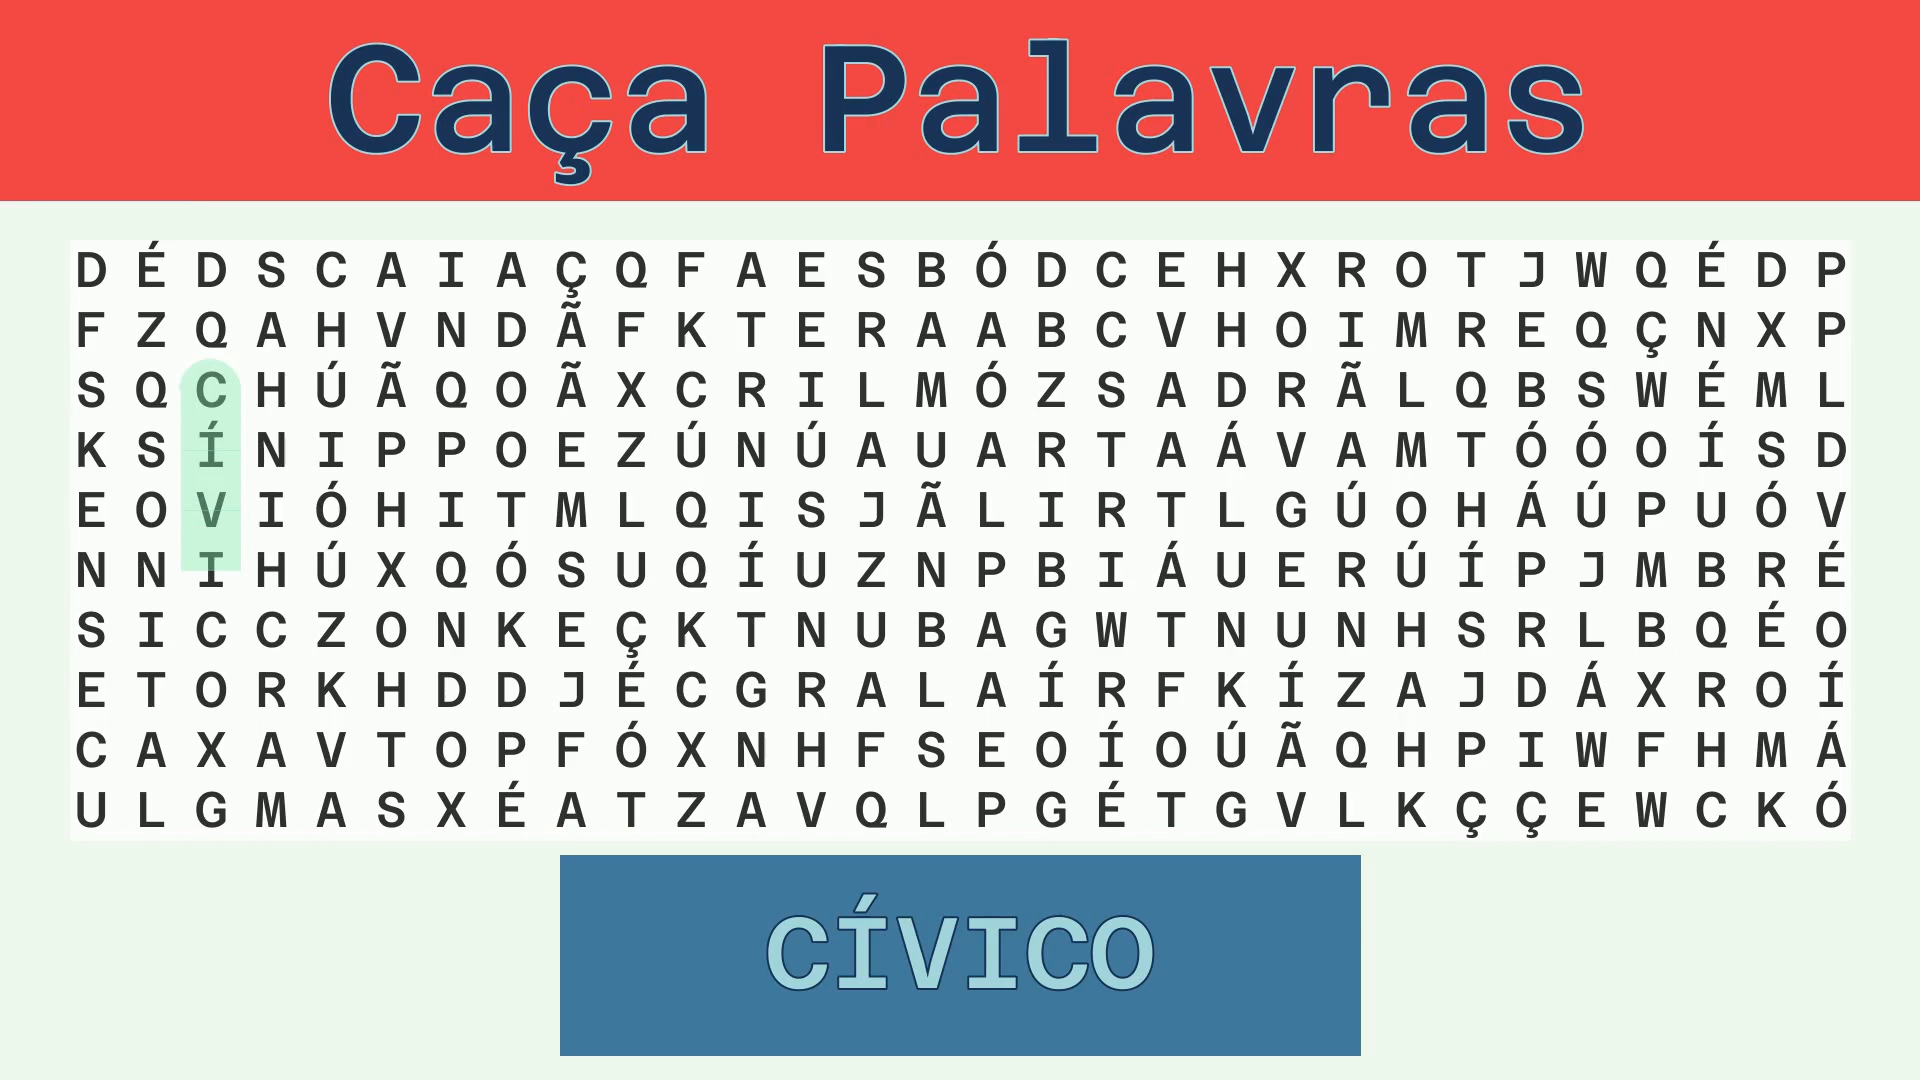 Caça Palavras
D É D S C A I A Ç Q F A E S B Ó D C E H X R O T J W Q É D P
F Z Q A H V N D Ã F K T E R A A B C V H O I M R E Q Ç N X P
S Q C H Ú Ã Q O Ã X C R I L M Ó Z S A D R Ã L Q B S W É M L
K S Í N I P P O E Z Ú N Ú A U A R T A Á V A M T Ó Ó O Í S D
E O V I Ó H I T M L Q I S J Ã L I R T L G Ú O H Á Ú P U Ó V
N N I H Ú X Q Ó S U Q Í U Z N P B I Á U E R Ú Í P J M B R É
S I C C Z O N K E Ç K T N U B A G W T N U N H S R L B Q É O
E T O R K H D D J É C G R A L A Í R F K Í Z A J D Á X R O Í
C A X A V T O P F Ó X N H F S E O Í O Ú Ã Q H P I W F H M Á
U L G M A S X É A T Z A V Q L P G É T G V L K Ç Ç E W C K Ó
CÍVICO